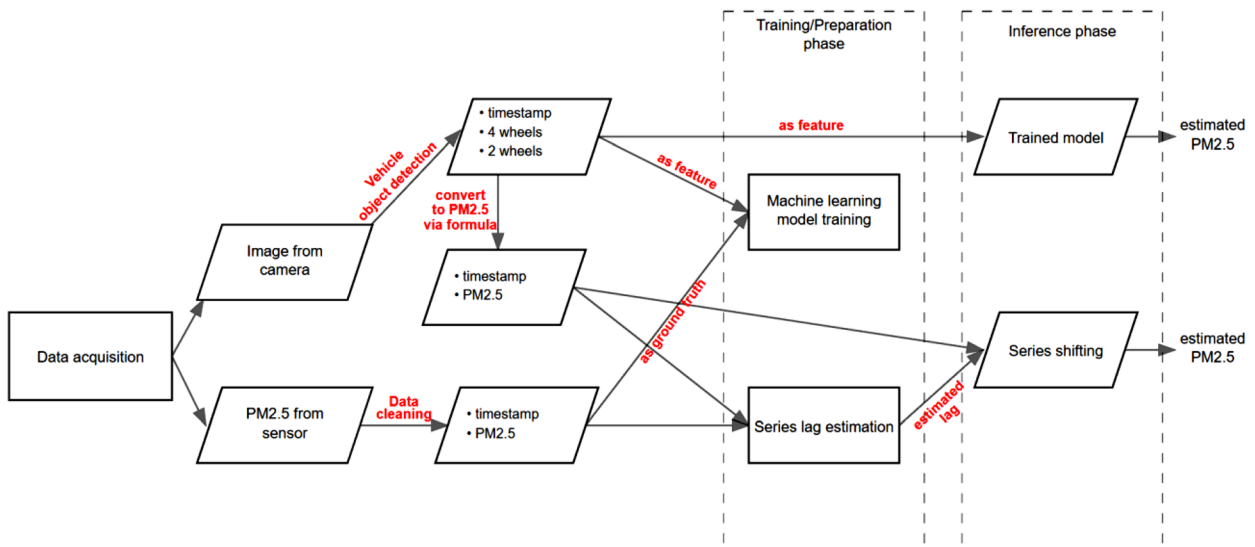 Training/Preparation
phase
Inference phase
• timestamp
• 4 wheels
• 2 wheels
as feature
Trained model
estimated
PM2.5
Vehicle
object detection
as feature
convert
to PM2.5
via formula
Machine learning
model training
Image from
camera
• timestamp
• PM2.5
as ground truth
Data acquisition
Series shifting
estimated
PM2.5
PM2.5 from
sensor
Data
cleaning
• timestamp
• PM2.5
Series lag estimation
estimated
lag